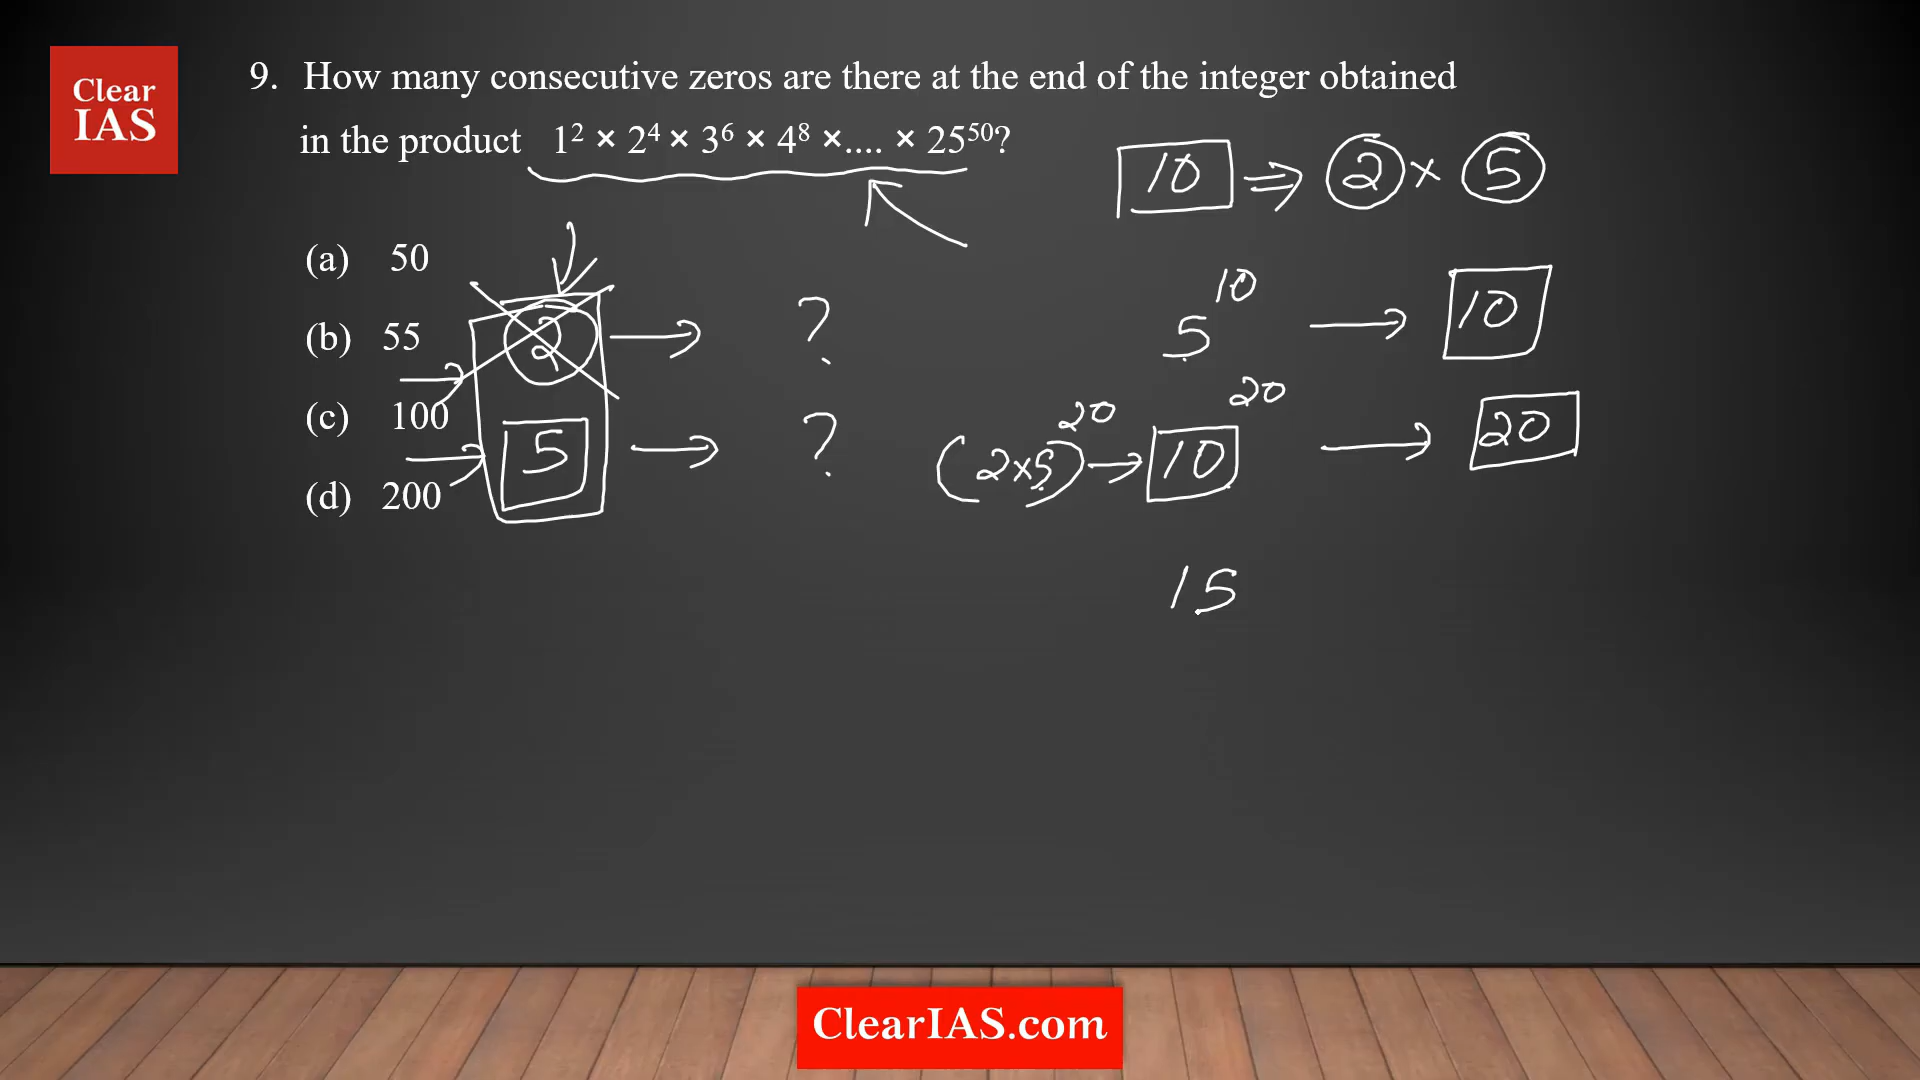 Clear
IAS
9. How many consecutive zeros are there at the end of the integer obtained
in the product 1² × 2⁴ × 3⁶ × 4⁸ ×.... × 25⁵⁰?
10 ⇒ 2 × 5
(a) 50
(b) 55
(c) 100
(d) 200
2 → ?
5 → ?
5¹⁰ → 10
(2×5)²⁰ → 10²⁰ → 20
15
ClearIAS.com